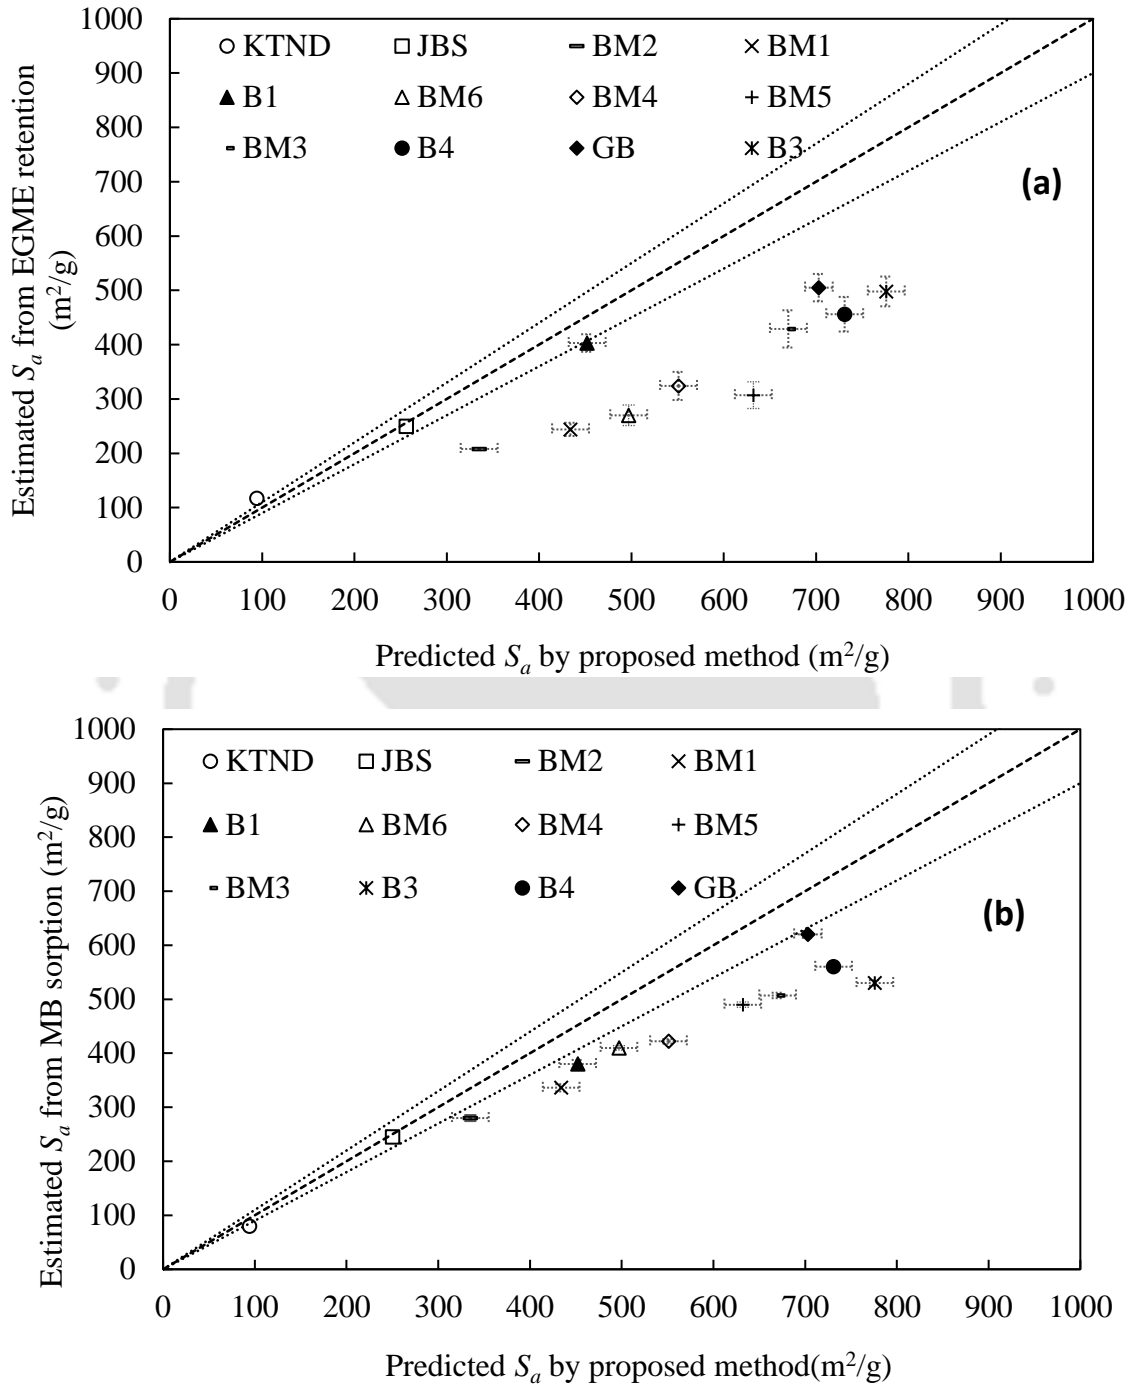 1000
900
800
700
600
500
400
300
200
100
0
Estimated Sa from EGME retention
(m2/g)
KTND JBS BM2 BM1
B1 BM6 BM4 BM5
BM3 B4 GB B3
(a)
0 100 200 300 400 500 600 700 800 900 1000
Predicted Sa by proposed method (m2/g)
1000
900
800
700
600
500
400
300
200
100
0
Estimated Sa from MB sorption (m2/g)
KTND JBS BM2 BM1
B1 BM6 BM4 BM5
BM3 B3 B4 GB
(b)
0 100 200 300 400 500 600 700 800 900 1000
Predicted Sa by proposed method(m2/g)